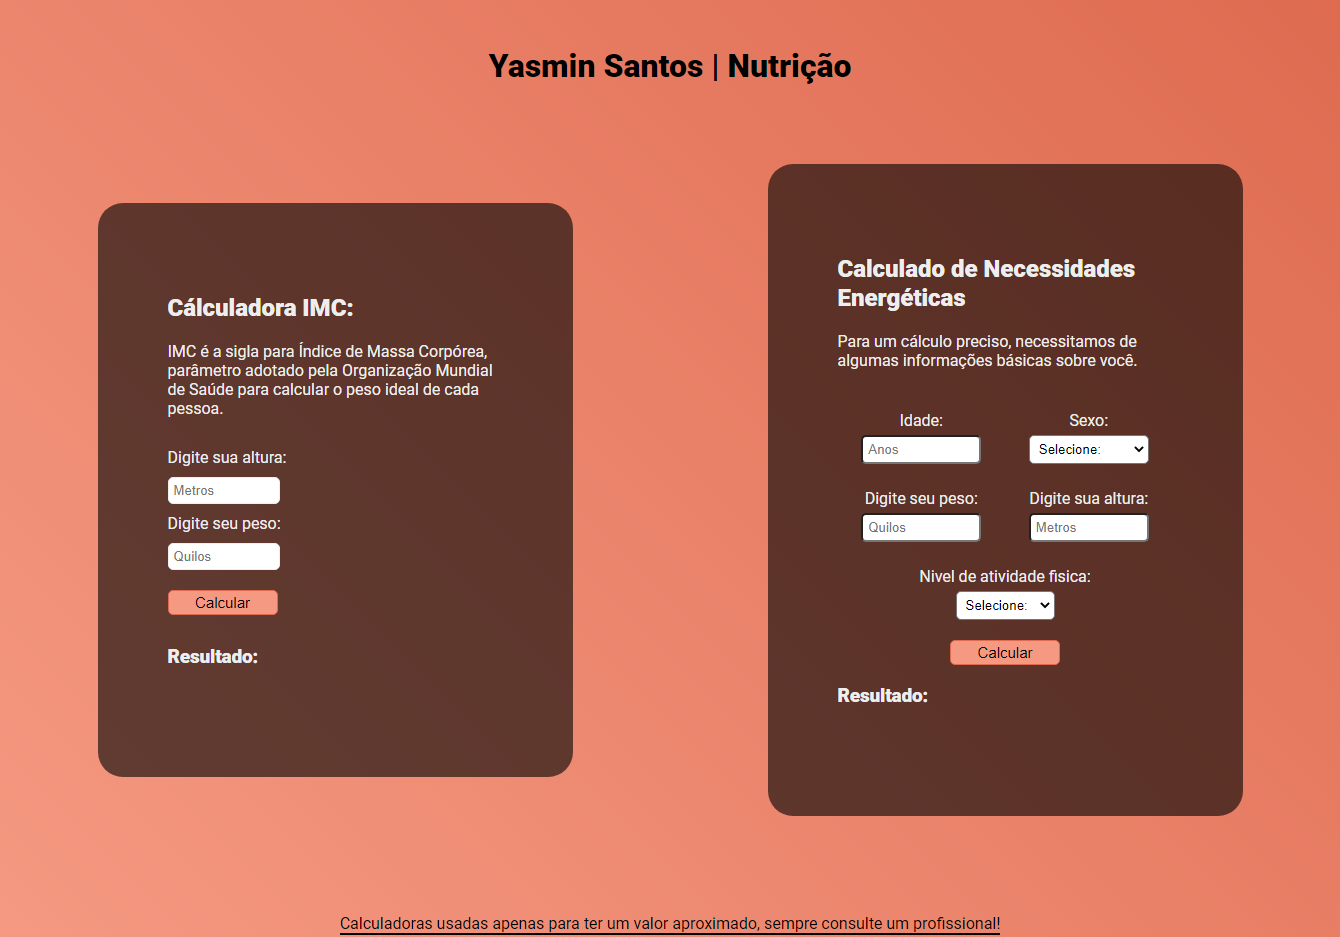 Yasmin Santos | Nutrição
Cálculadora IMC:
IMC é a sigla para Índice de Massa Corpórea,
parâmetro adotado pela Organização Mundial
de Saúde para calcular o peso ideal de cada
pessoa.
Digite sua altura:
Metros
Digite seu peso:
Quilos
Calcular
Resultado:
Calculado de Necessidades
Energéticas
Para um cálculo preciso, necessitamos de
algumas informações básicas sobre você.
Idade:
Anos
Sexo:
Selecione:
Digite seu peso:
Quilos
Digite sua altura:
Metros
Nivel de atividade fisica:
Selecione:
Calcular
Resultado:
Calculadoras usadas apenas para ter um valor aproximado, sempre consulte um profissional!